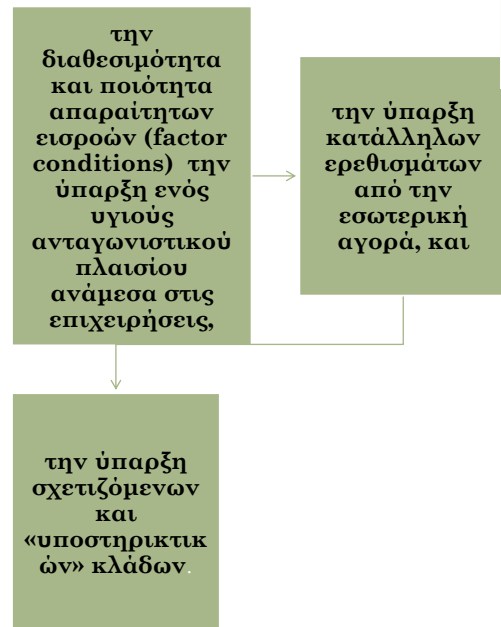 την
διαθεσιμότητα
και ποιότητα
απαραίτητων
εισροών (factor
conditions) την
ύπαρξη ενός
υγιούς
ανταγωνιστικού
πλαισίου
ανάμεσα στις
επιχειρήσεις,
την ύπαρξη
κατάλληλων
ερεθισμάτων
από την
εσωτερική
αγορά, και
την ύπαρξη
σχετιζόμενων
και
«υποστηρικτικ
ών» κλάδων.